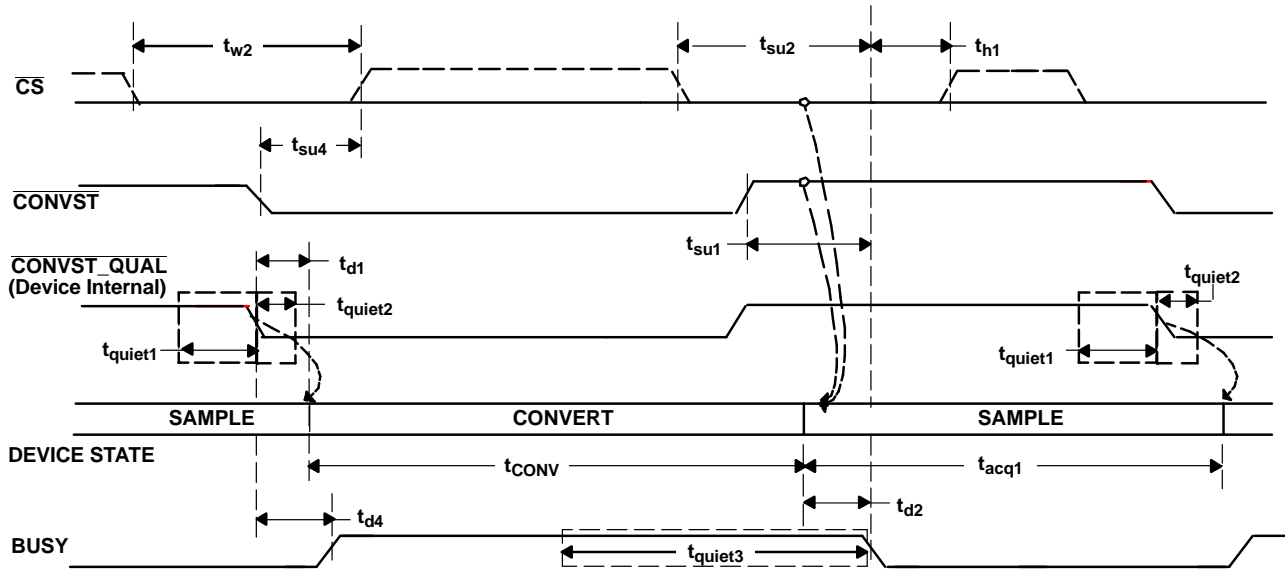 tw2
tsu2
th1
CS
tsu4
CONVST
tsu1
CONVST_QUAL
(Device Internal)
td1
tquiet2
tquiet2
tquiet1
tquiet1
SAMPLE
CONVERT
SAMPLE
DEVICE STATE
tCONV
tacq1
td4
td2
BUSY
tquiet3